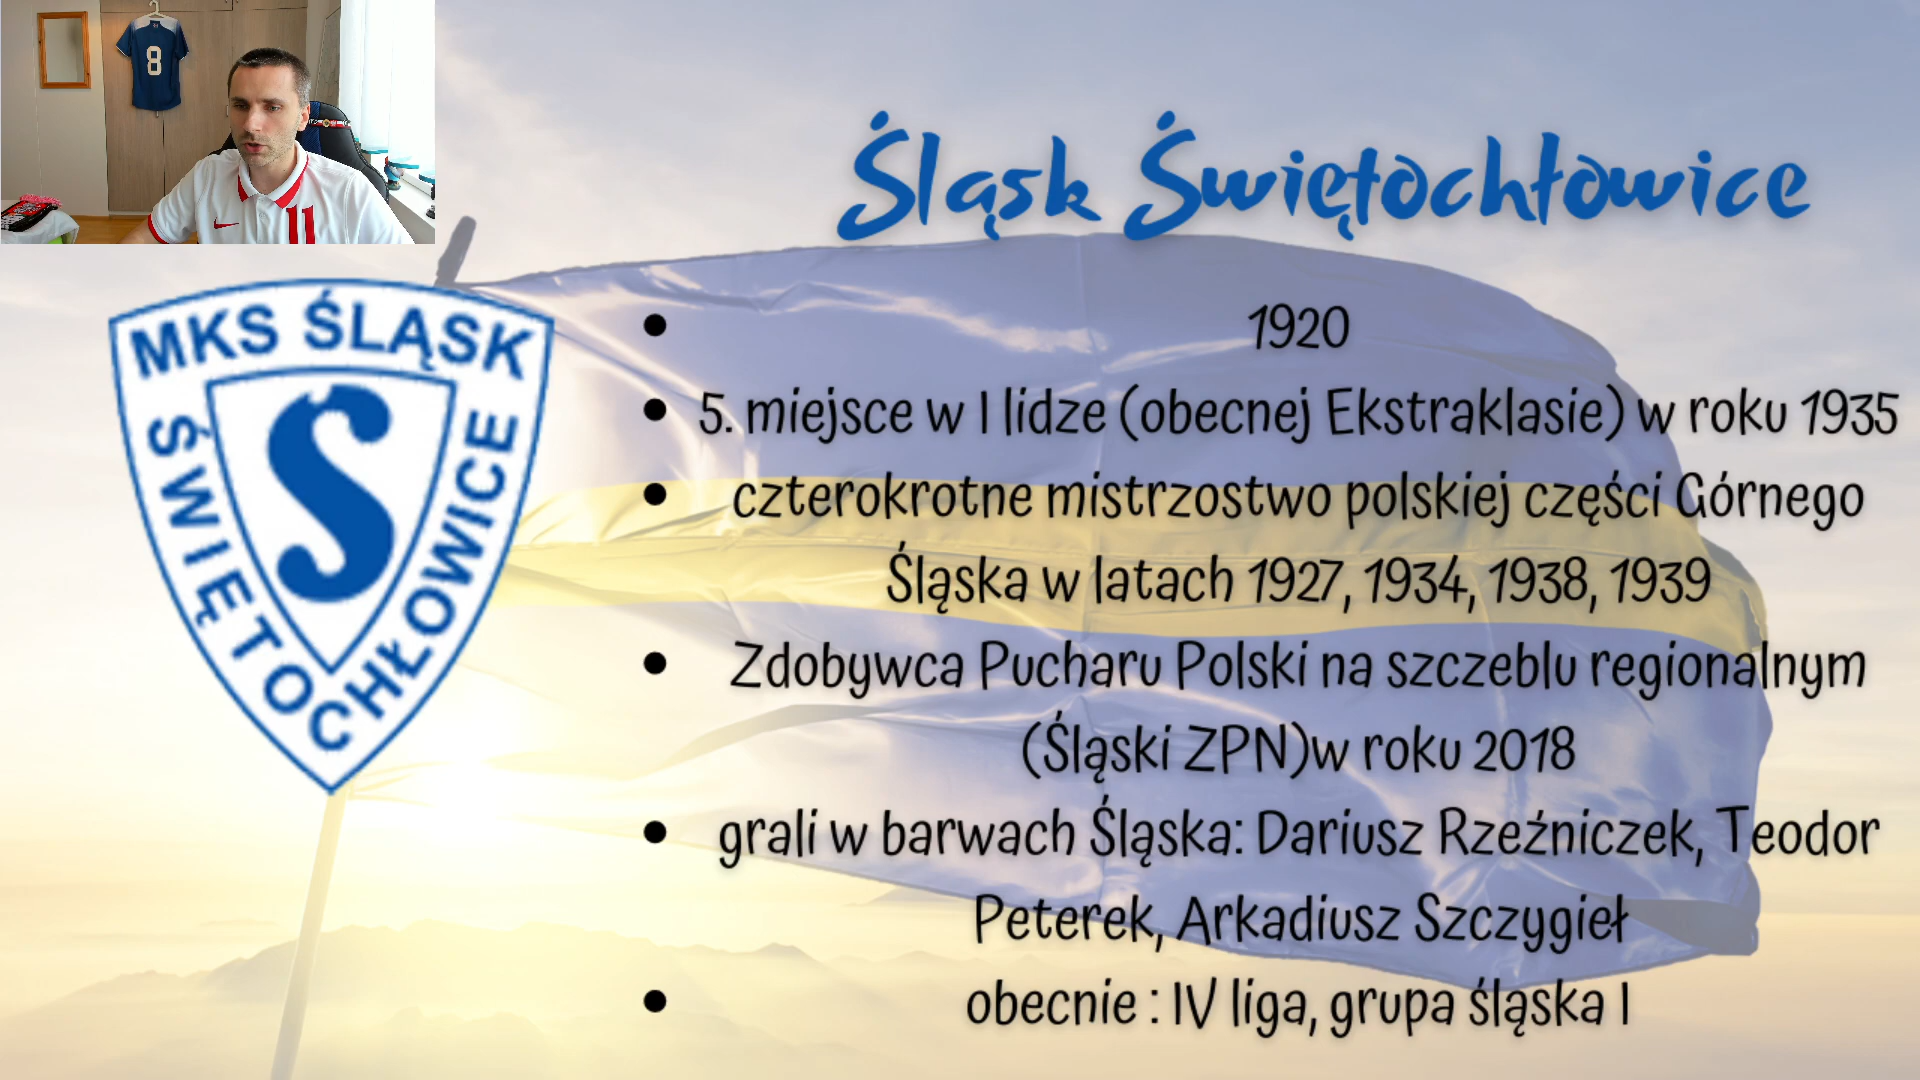 8
11
Śląsk Świętochłowice
MKS ŚLĄSK
ŚWIĘTOCHŁOWICE
S
• 1920
• 5. miejsce w I lidze (obecnej Ekstraklasie) w roku 1935
• czterokrotne mistrzostwo polskiej części Górnego
Śląska w latach 1927, 1934, 1938, 1939
• Zdobywca Pucharu Polski na szczeblu regionalnym
(Śląski ZPN)w roku 2018
• grali w barwach Śląska: Dariusz Rzeźniczek, Teodor
Peterek, Arkadiusz Szczygieł
• obecnie : IV liga, grupa śląska I